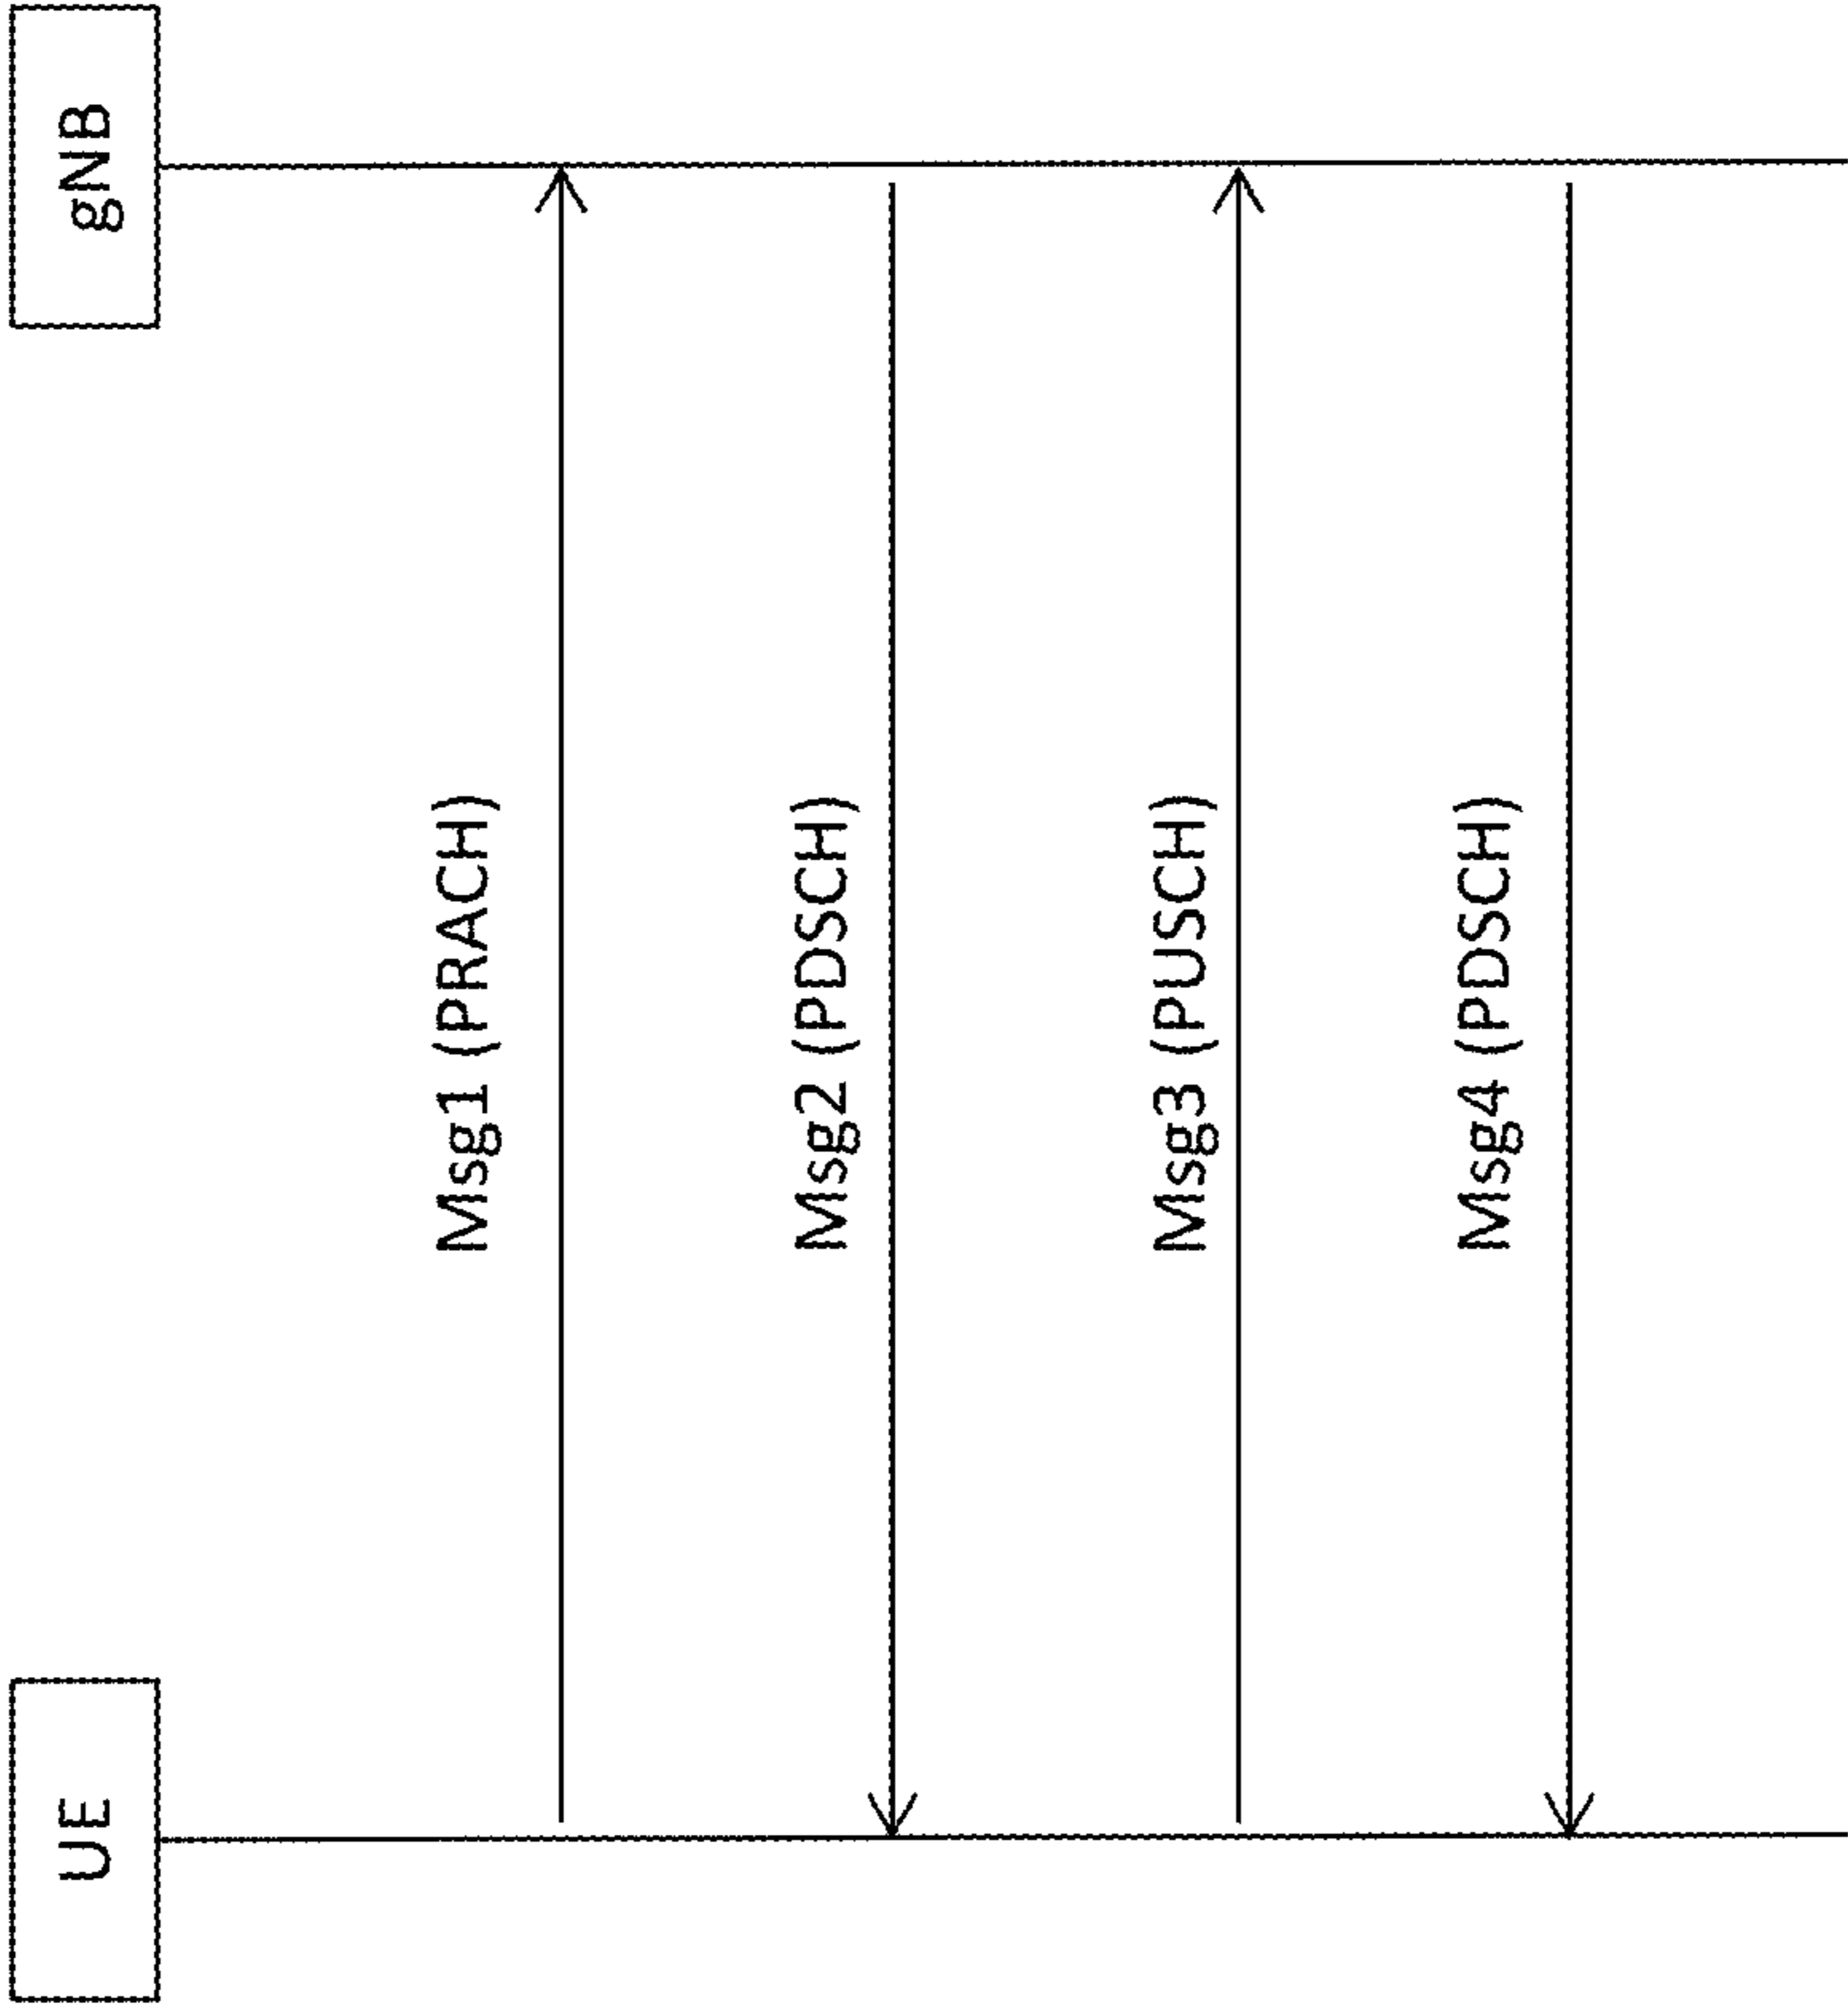 UE
gNB
Msg1 (PRACH)
Msg2 (PDSCH)
Msg3 (PUSCH)
Msg4 (PDSCH)